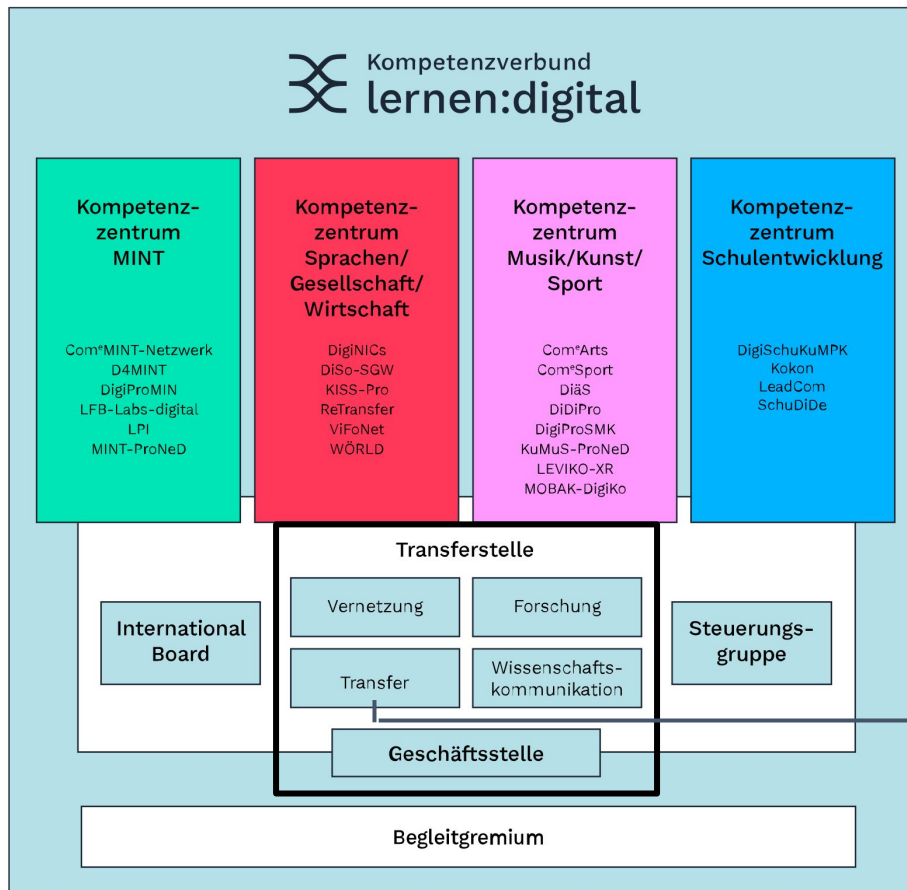 Kompetenzverbund
lernen:digital
Kompetenz-
zentrum
MINT
ComᵉMINT-Netzwerk
D4MINT
DigiProMIN
LFB-Labs-digital
LPI
MINT-ProNeD
Kompetenz-
zentrum
Sprachen/
Gesellschaft/
Wirtschaft
DigiNICs
DiSo-SGW
KISS-Pro
ReTransfer
ViFoNet
WÖRLD
Kompetenz-
zentrum
Musik/Kunst/
Sport
ComᵉArts
ComᵉSport
DiäS
DiDiPro
DigiProSMK
KuMuS-ProNeD
LEVIKO-XR
MOBAK-DigiKo
Kompetenz-
zentrum
Schulentwicklung
DigiSchuKuMPK
Kokon
LeadCom
SchuDiDe
Transferstelle
Vernetzung
Forschung
International
Board
Steuerungs-
gruppe
Transfer
Wissenschafts-
kommunikation
Geschäftsstelle
Begleitgremium